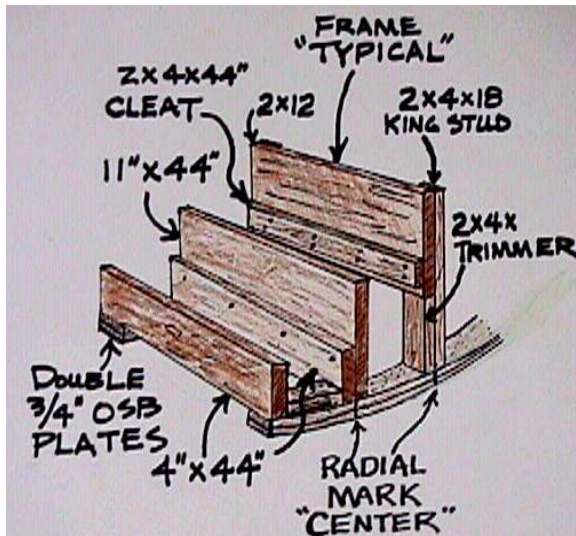 FRAME
"TYPICAL"
2x4x44"
CLEAT
2x12
2x4x18
KING STUD
11"x44"
2x4x
TRIMMER
DOUBLE
3/4" OSB
PLATES
4"x44"
RADIAL
MARK
"CENTER"